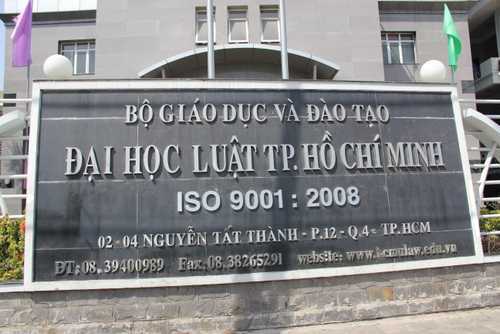 BỘ GIÁO DỤC VÀ ĐÀO TẠO
ĐẠI HỌC LUẬT TP. HỒ CHÍ MINH
ISO 9001 : 2008
02 - 04 NGUYỄN TẤT THÀNH - P.12 - Q.4 - TP.HCM
ĐT: 08. 39400989 Fax. 08.38265291 website: www.hcmulaw.edu.vn